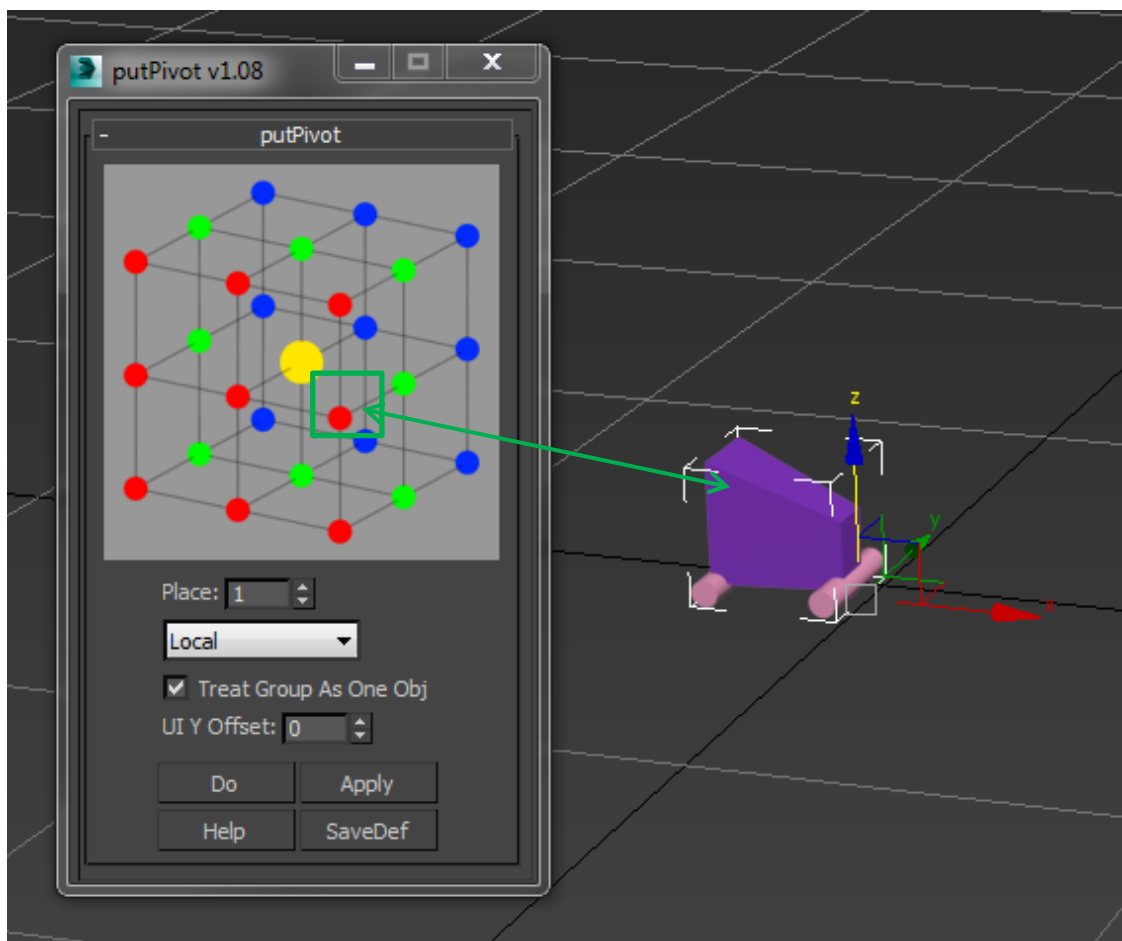 putPivot v1.08
- putPivot
Place: 1
Local
Treat Group As One Obj
UI Y Offset: 0
Do Apply
Help SaveDef
z
y
x